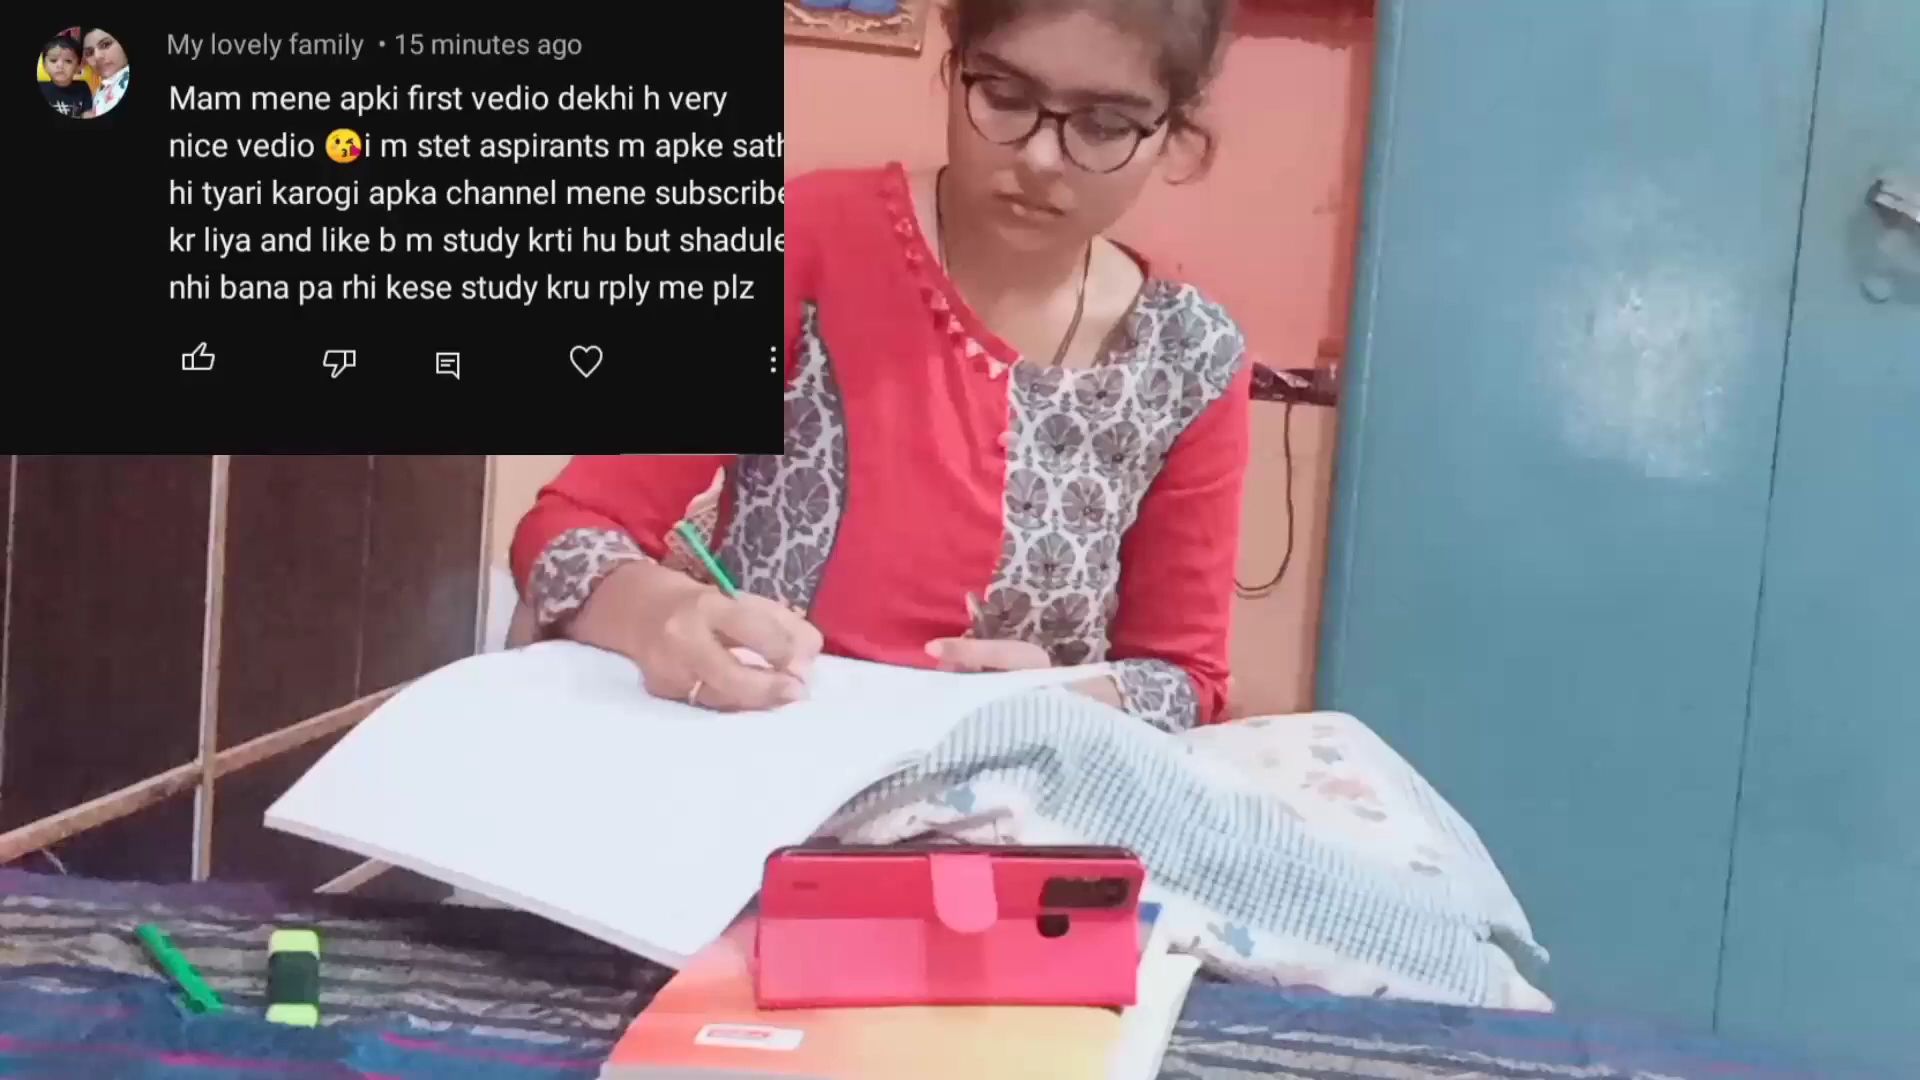 My lovely family • 15 minutes ago
Mam mene apki first vedio dekhi h very
nice vedio 😘i m stet aspirants m apke sath
hi tyari karogi apka channel mene subscribe
kr liya and like b m study krti hu but shadule
nhi bana pa rhi kese study kru rply me plz